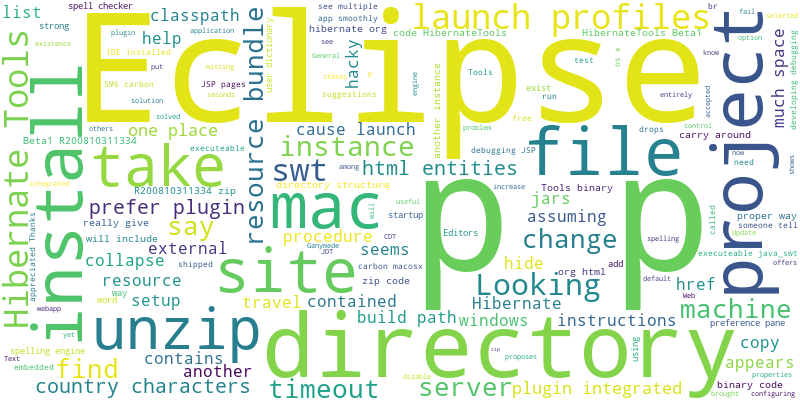 spell checker
see multiple
br
fail
selected
list
classpath
plugin
application
app smoothly
launch profiles
strong
help
existence
IDE installed
hibernate org
code HibernateTools
HibernateTools Beta1
know
option
SM6 carbon
put
hacky
see
General
test
os x
missing
JSP pages
states
p
Tools
entirely
solution
seconds
suggestions
engine
exist
run
accepted
Eclipse
user dictionary
another instance
developing debugging
much space
project
Hibernate Tools
install
resource bundle
solved
others
free
problem
control
Beta1 R200810311334
one place
cause launch
drops
carry around
executeable
instance
debugging JSP
file
now
need
take
integrated
R200810311334 zip
swt
html entities
among
Tools binary
increase
shows
directory structure
jars
prefer plugin
mac
p p
called
will
useful
startup
assuming
proper way
someone tell
say
procedure
Editors
change
spelling
executeable java_swt
really give
will include
external
Ganymede
CDT
JDT
seems
site
Update
offers
appreciated Thanks
collapse
shipped
carbon macosx
add
hide
Looking
org html
default
Web
href
resource
way
zip code
travel
contained
Hibernate
machine
word
setup
webapp
yet
unzip
directory
build path
windows
instructions
preference pane
using
copy
spelling engine
contains
Text
embedded
find
another
appears
proposes
zip
properties
country characters
timeout
server
disable
plugin integrated
binary code
brought
configuring